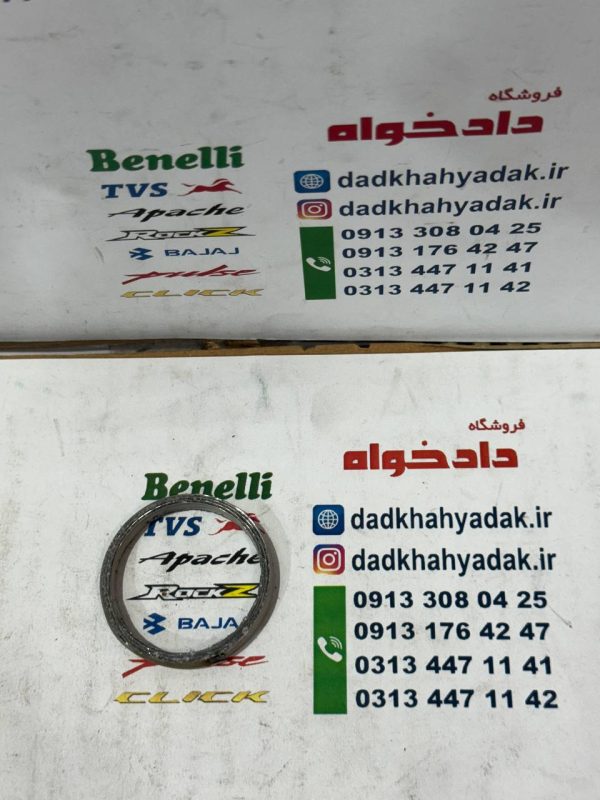 فروشگاه
دادخواه
Benelli
TVS
Apache
RockZ
BAJAJ
pulse
CLICK
dadkhahyadak.ir
dadkhahyadak.ir
0913 308 04 25
0913 176 42 47
0313 447 11 41
0313 447 11 42
فروشگاه
دادخواه
Benelli
TVS
Apache
RockZ
BAJAJ
pulse
CLICK
dadkhahyadak.ir
dadkhahyadak.ir
0913 308 04 25
0913 176 42 47
0313 447 11 41
0313 447 11 42